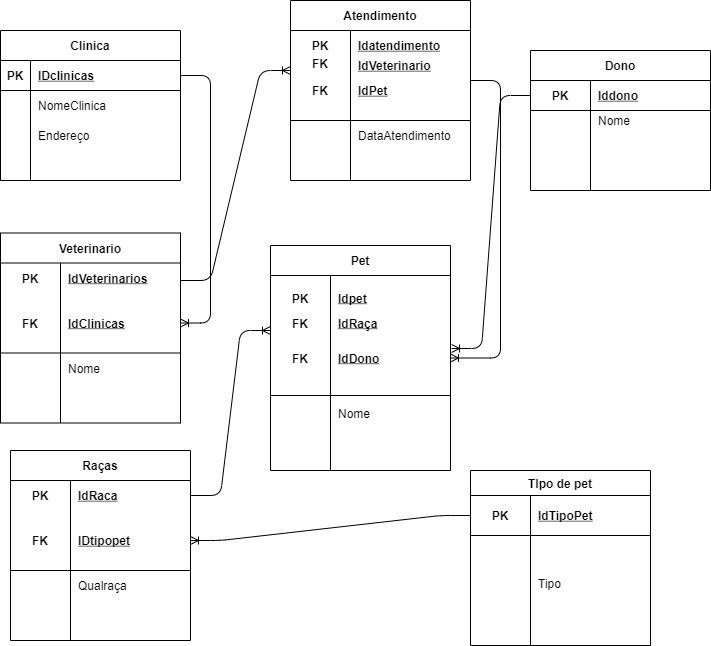 Clinica
PK IDclinicas
NomeClinica
Endereço
Atendimento
PK Idatendimento
FK IdVeterinario
FK IdPet
DataAtendimento
Dono
PK Iddono
Nome
Veterinario
PK IdVeterinarios
FK IdClinicas
Nome
Pet
PK Idpet
FK IdRaça
FK IdDono
Nome
Raças
PK IdRaca
FK IDtipopet
Qualraça
TIpo de pet
PK IdTipoPet
Tipo